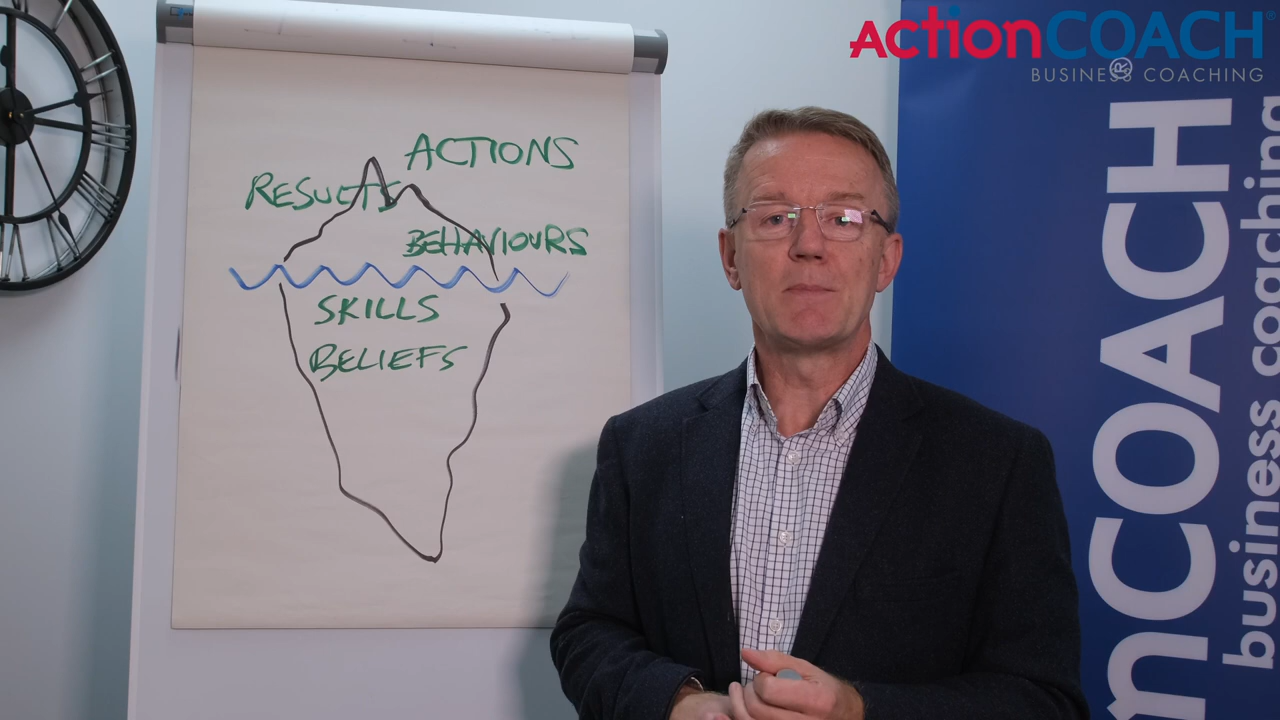 ActionCOACH®
BUSINESS COACHING
ACTIONS
RESULTS
BEHAVIOURS
SKILLS
BELIEFS
nCOACH®
business coaching